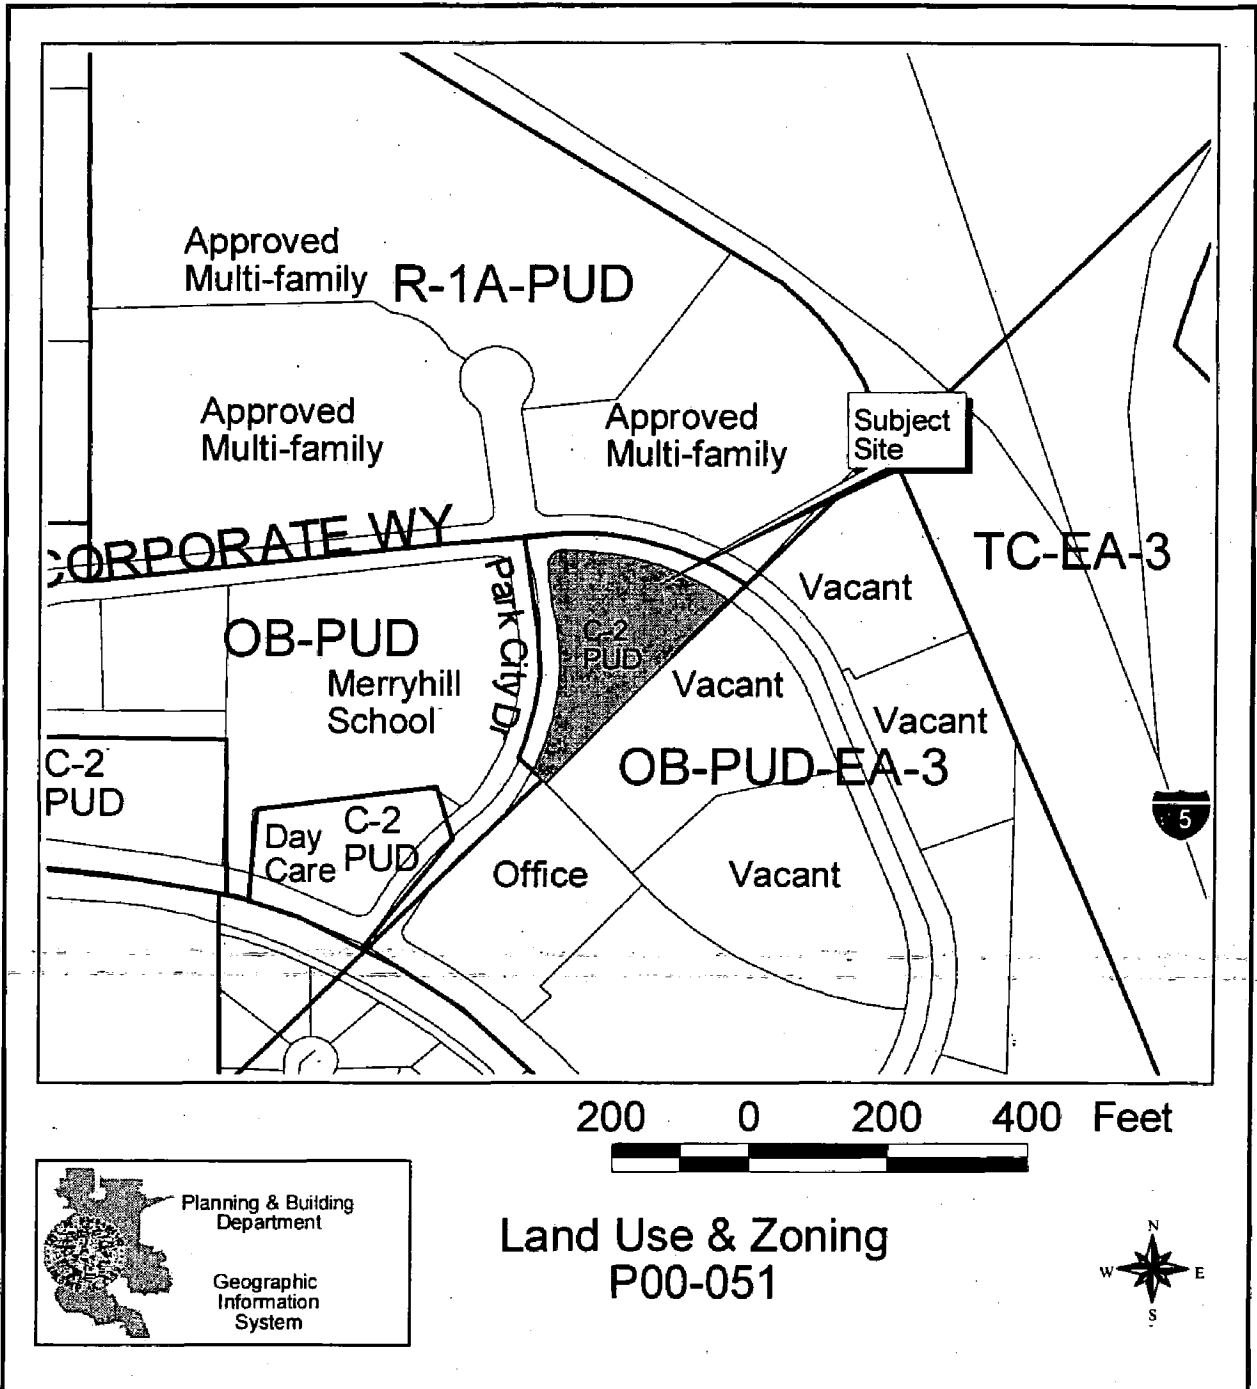 Approved
Multi-family
R-1A-PUD
Approved
Multi-family
Approved
Multi-family
Subject
Site
CORPORATE WY
TC-EA-3
Park City Dr
Vacant
C-2
PUD
OB-PUD
Merryhill
School
Vacant
Vacant
C-2
PUD
OB-PUD-EA-3
5
Day
Care
C-2
PUD
Office
Vacant
200 0 200 400 Feet
Planning & Building
Department
Geographic
Information
System
Land Use & Zoning
P00-051
N
W E
S